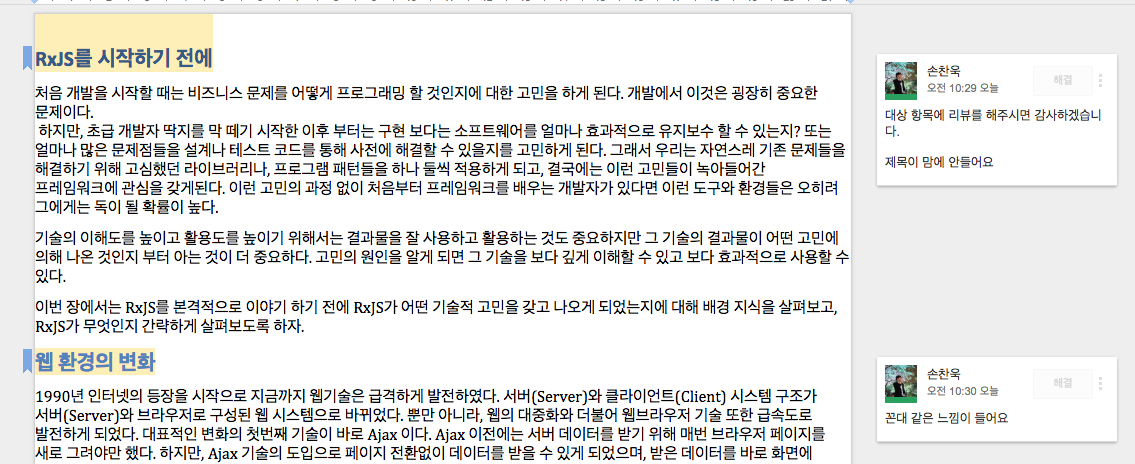 RxJS를 시작하기 전에
처음 개발을 시작할 때는 비즈니스 문제를 어떻게 프로그래밍 할 것인지에 대한 고민을 하게 된다. 개발에서 이것은 굉장히 중요한
문제이다.
하지만, 초급 개발자 딱지를 막 떼기 시작한 이후 부터는 구현 보다는 소프트웨어를 얼마나 효과적으로 유지보수 할 수 있는지? 또는
얼마나 많은 문제점들을 설계나 테스트 코드를 통해 사전에 해결할 수 있을지를 고민하게 된다. 그래서 우리는 자연스레 기존 문제들을
해결하기 위해 고심했던 라이브러리나, 프로그램 패턴들을 하나 둘씩 적용하게 되고, 결국에는 이런 고민들이 녹아들어간
프레임워크에 관심을 갖게된다. 이런 고민의 과정 없이 처음부터 프레임워크를 배우는 개발자가 있다면 이런 도구와 환경들은 오히려
그에게는 독이 될 확률이 높다.
기술의 이해도를 높이고 활용도를 높이기 위해서는 결과물을 잘 사용하고 활용하는 것도 중요하지만 그 기술의 결과물이 어떤 고민에
의해 나온 것인지 부터 아는 것이 더 중요하다. 고민의 원인을 알게 되면 그 기술을 보다 깊게 이해할 수 있고 보다 효과적으로 사용할 수
있다.
이번 장에서는 RxJS를 본격적으로 이야기 하기 전에 RxJS가 어떤 기술적 고민을 갖고 나오게 되었는지에 대해 배경 지식을 살펴보고,
RxJS가 무엇인지 간략하게 살펴보도록 하자.
웹 환경의 변화
1990년 인터넷의 등장을 시작으로 지금까지 웹기술은 급격하게 발전하였다. 서버(Server)와 클라이언트(Client) 시스템 구조가
서버(Server)와 브라우저로 구성된 웹 시스템으로 바뀌었다. 뿐만 아니라, 웹의 대중화와 더불어 웹브라우저 기술 또한 급속도로
발전하게 되었다. 대표적인 변화의 첫번째 기술이 바로 Ajax 이다. Ajax 이전에는 서버 데이터를 받기 위해 매번 브라우저 페이지를
새로 그려야만 했다. 하지만, Ajax 기술의 도입으로 페이지 전환없이 데이터를 받을 수 있게 되었으며, 받은 데이터를 바로 화면에
손찬욱
오전 10:29 오늘
해결
대상 항목에 리뷰를 해주시면 감사하겠습니
다.
제목이 맘에 안들어요
손찬욱
오전 10:30 오늘
해결
꼰대 같은 느낌이 들어요